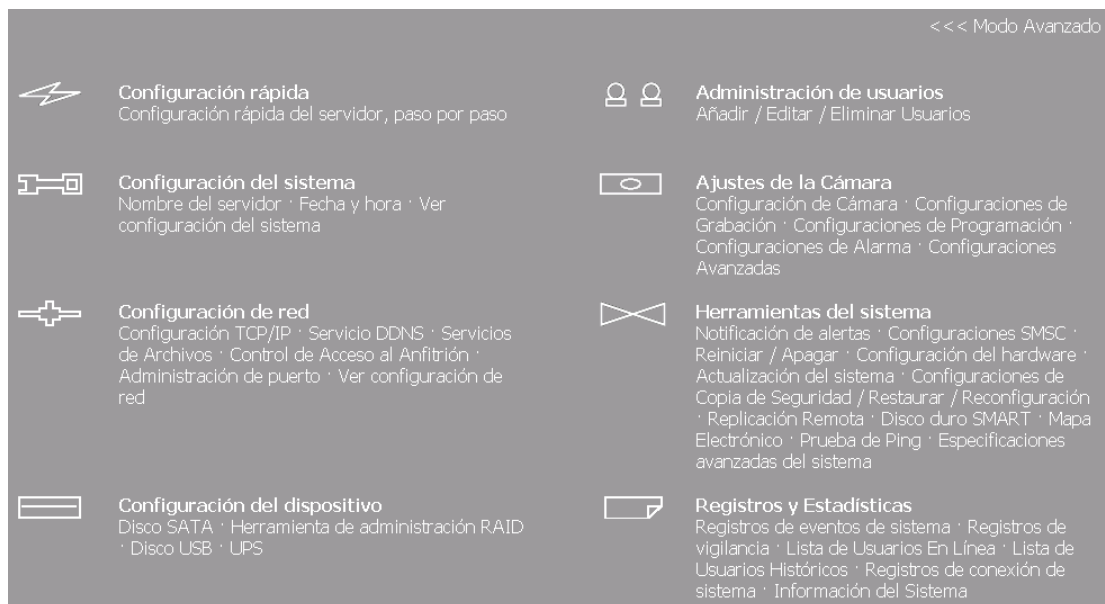 <<< Modo Avanzado
Configuración rápida
Configuración rápida del servidor, paso por paso
Administración de usuarios
Añadir / Editar / Eliminar Usuarios
Configuración del sistema
Nombre del servidor · Fecha y hora · Ver
configuración del sistema
Ajustes de la Cámara
Configuración de Cámara · Configuraciones de
Grabación · Configuraciones de Programación ·
Configuraciones de Alarma · Configuraciones
Avanzadas
Configuración de red
Configuración TCP/IP · Servicio DDNS · Servicios
de Archivos · Control de Acceso al Anfitrión ·
Administración de puerto · Ver configuración de
red
Herramientas del sistema
Notificación de alertas · Configuraciones SMSC ·
Reiniciar / Apagar · Configuración del hardware ·
Actualización del sistema · Configuraciones de
Copia de Seguridad / Restaurar / Reconfiguración
· Replicación Remota · Disco duro SMART · Mapa
Electrónico · Prueba de Ping · Especificaciones
avanzadas del sistema
Configuración del dispositivo
Disco SATA · Herramienta de administración RAID
· Disco USB · UPS
Registros y Estadísticas
Registros de eventos de sistema · Registros de
vigilancia · Lista de Usuarios En Línea · Lista de
Usuarios Históricos · Registros de conexión de
sistema · Información del Sistema